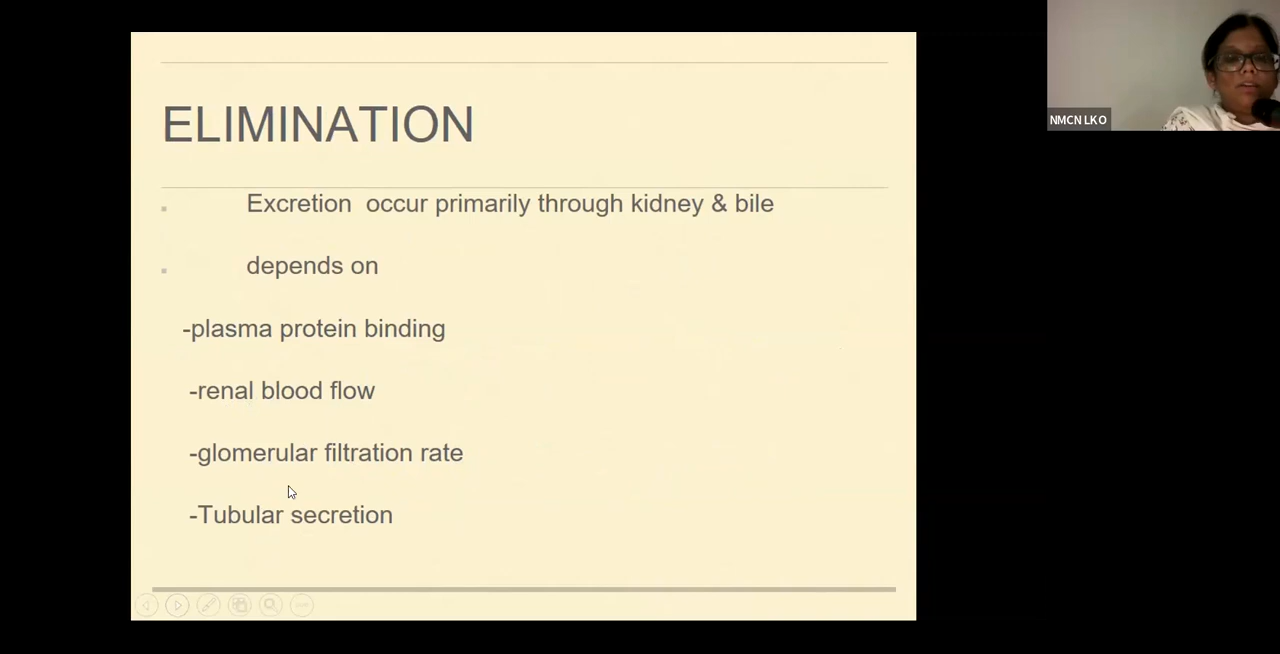 ELIMINATION
Excretion  occur primarily through kidney & bile
depends on
-plasma protein binding
-renal blood flow
-glomerular filtration rate
-Tubular secretion
NMCN LKO